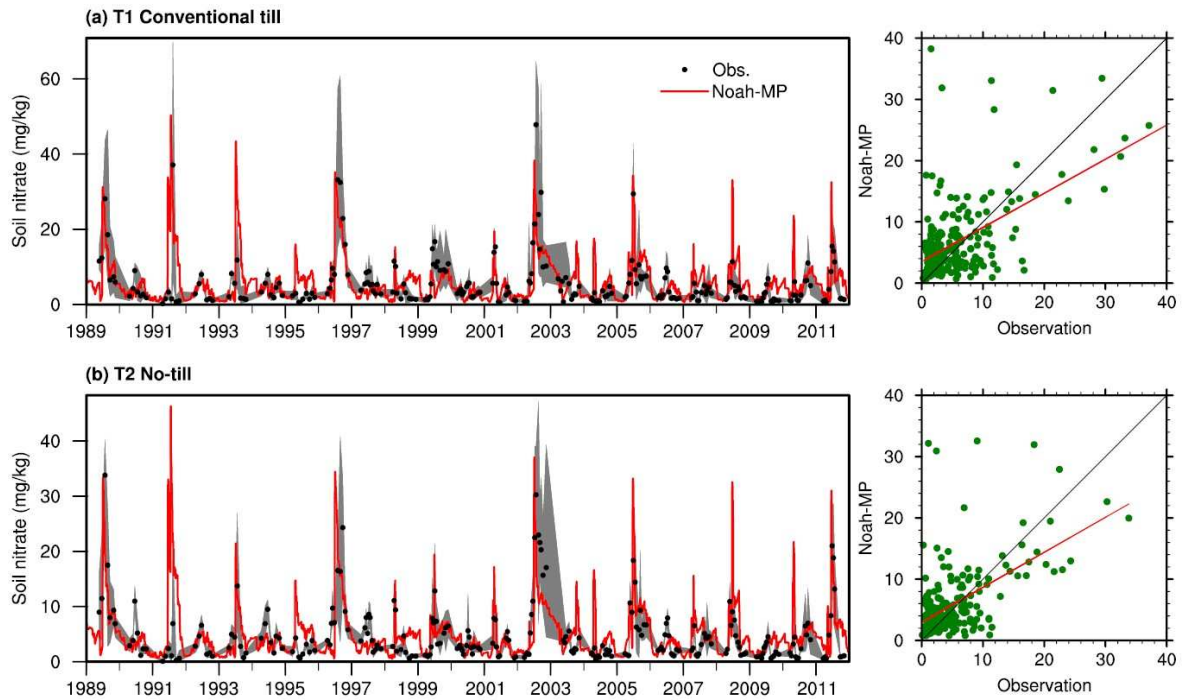 (a) T1 Conventional till
Soil nitrate (mg/kg)
60
40
20
0
1989 1991 1993 1995 1997 1999 2001 2003 2005 2007 2009 2011
Obs.
Noah-MP
Noah-MP
40
30
20
10
0
0 10 20 30 40
Observation
(b) T2 No-till
Soil nitrate (mg/kg)
40
20
0
1989 1991 1993 1995 1997 1999 2001 2003 2005 2007 2009 2011
Noah-MP
40
30
20
10
0
0 10 20 30 40
Observation